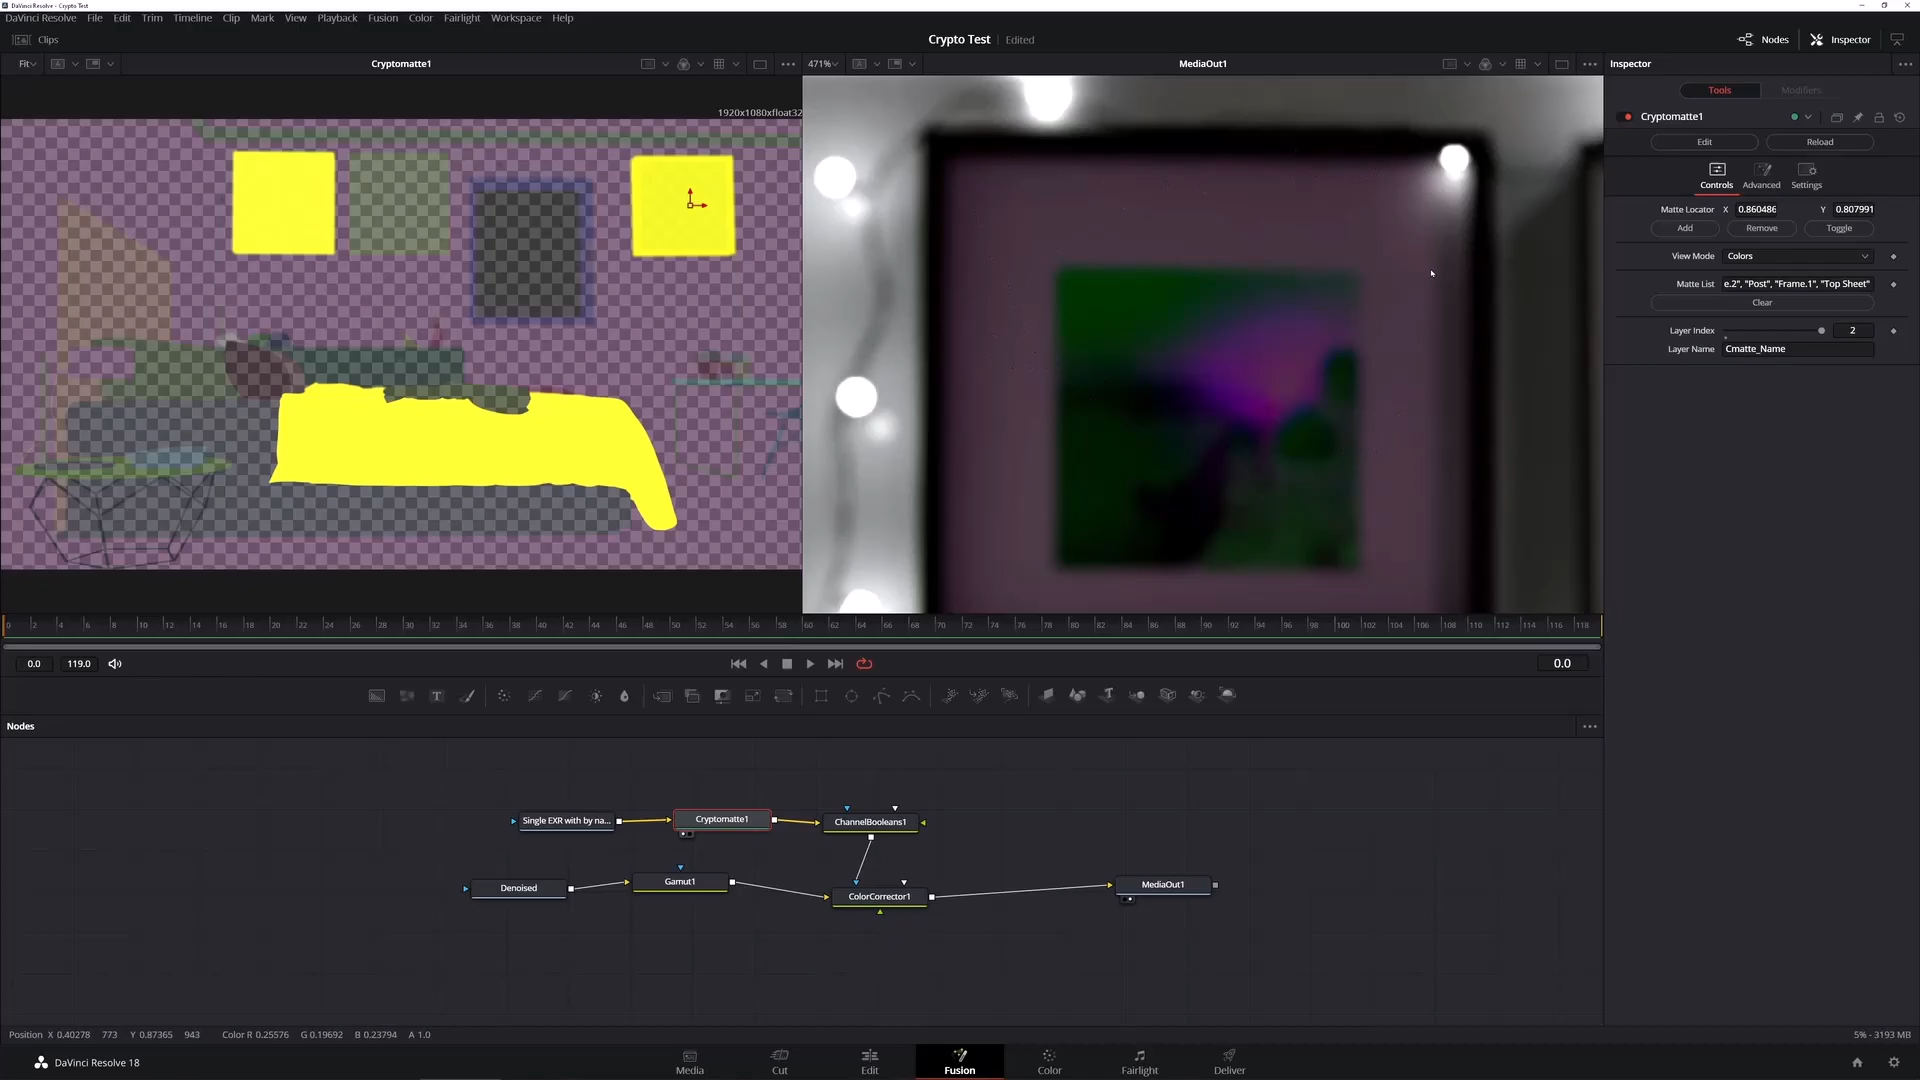 DaVinci Resolve - Crypto Test
DaVinci Resolve File Edit Trim Timeline Clip Mark View Playback Fusion Color Fairlight Workspace Help
Clips
Crypto Test Edited
Nodes Inspector
Fit
Cryptomatte1
471%
MediaOut1
Inspector
1920x1080xfloat32
Tools Modifiers
Cryptomatte1
Edit Reload
Controls Advanced Settings
Matte Locator X 0.860486 Y 0.807991
Add Remove Toggle
View Mode Colors
Matte List e.2", "Post", "Frame.1", "Top Sheet"
Clear
Layer Index 2
Layer Name Cmatte_Name
0 2 4 6 8 10 12 14 16 18 20 22 24 26 28 30 32 34 36 38 40 42 44 46 48 50 52 54 56 58 60 62 64 66 68 70 72 74 76 78 80 82 84 86 88 90 92 94 96 98 100 102 104 106 108 110 112 114 116 118
0.0 119.0 0.0
Nodes
Single EXR with by na...
Cryptomatte1
ChannelBooleans1
Denoised
Gamut1
ColorCorrector1
MediaOut1
Position X 0.40278 773 Y 0.87365 943 Color R 0.25576 G 0.19692 B 0.23794 A 1.0
5% - 3193 MB
DaVinci Resolve 18
Media Cut Edit Fusion Color Fairlight Deliver